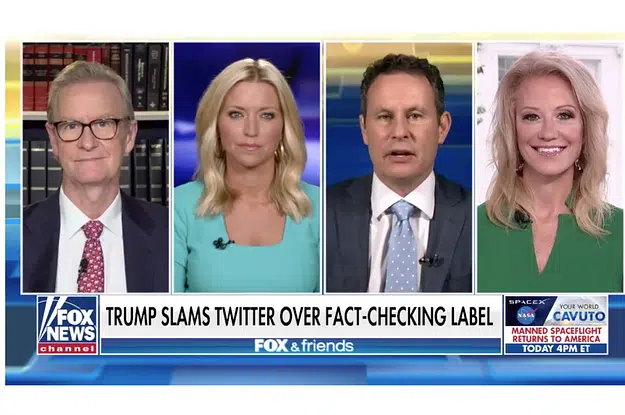 FOX
NEWS
channel
TRUMP SLAMS TWITTER OVER FACT-CHECKING LABEL
FOX & friends
SPACEX
NASA
YOUR WORLD
CAVUTO
MANNED SPACEFLIGHT
RETURNS TO AMERICA
TODAY 4PM ET